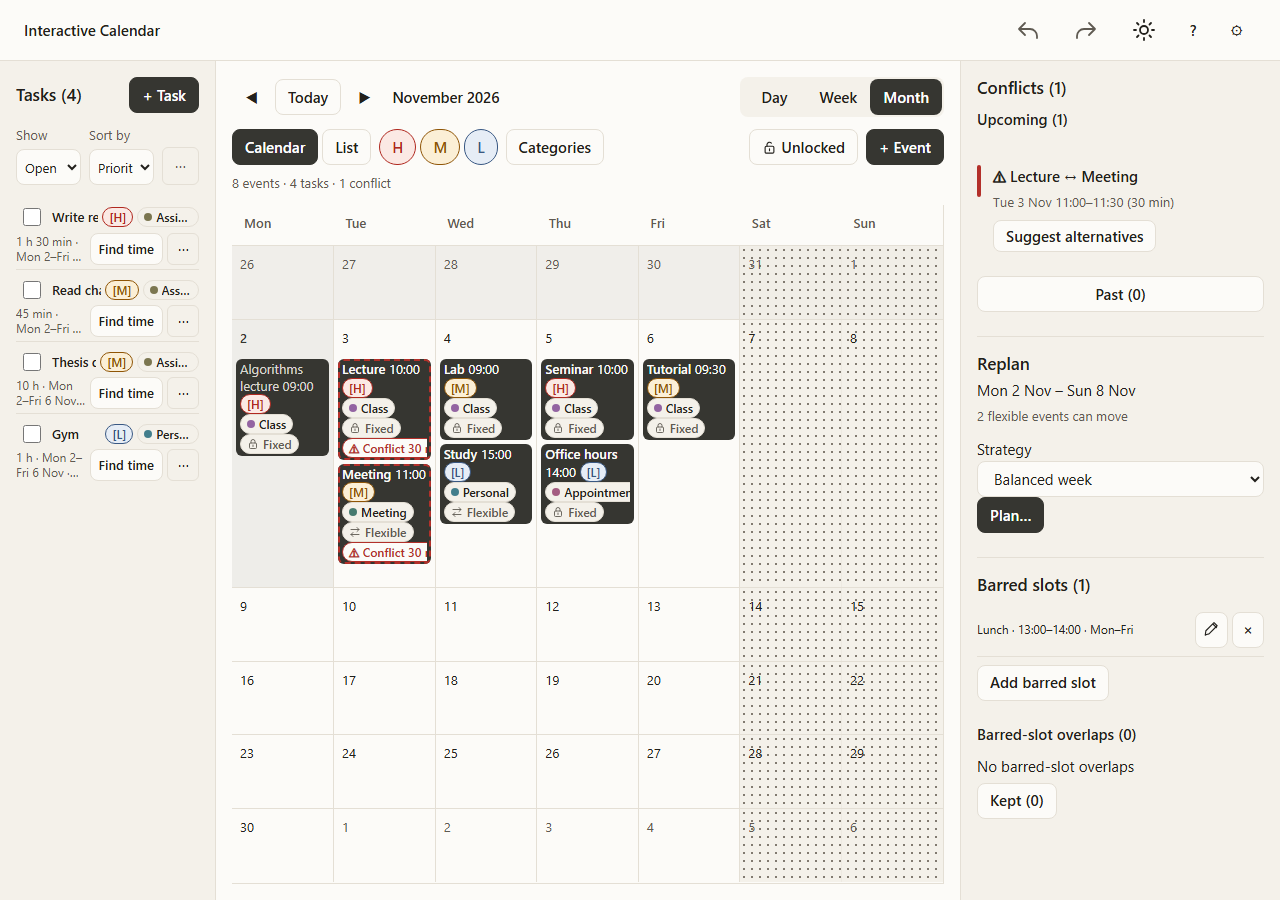 Interactive Calendar
?
Tasks (4)
+ Task
Show
Sort by
Open
Priorit
...
Write re [H] Assi...
1 h 30 min ·
Mon 2–Fri ...
Find time
...
Read cha [M] Ass...
45 min ·
Mon 2–Fri ...
Find time
...
Thesis c [M] Assi...
10 h · Mon
2–Fri 6 Nov...
Find time
...
Gym [L] Pers...
1 h · Mon 2–
Fri 6 Nov ·...
Find time
...
◀ Today ▶ November 2026
Day Week Month
Calendar List H M L Categories
Unlocked + Event
8 events · 4 tasks · 1 conflict
Mon Tue Wed Thu Fri Sat Sun
26 27 28 29 30 31 1
2 3 4 5 6 7 8
Algorithms
lecture 09:00
[H]
Class
Fixed
Lecture 10:00
[H]
Class
Fixed
⚠ Conflict 30
Meeting 11:00
[M]
Meeting
⇄ Flexible
⚠ Conflict 30
Lab 09:00
[M]
Class
Fixed
Study 15:00
[L]
Personal
⇄ Flexible
Seminar 10:00
[H]
Class
Fixed
Office hours
14:00 [L]
Appointmen
Fixed
Tutorial 09:30
[M]
Class
Fixed
9 10 11 12 13 14 15
16 17 18 19 20 21 22
23 24 25 26 27 28 29
30 1 2 3 4 5 6
Conflicts (1)
Upcoming (1)
⚠ Lecture ↔ Meeting
Tue 3 Nov 11:00–11:30 (30 min)
Suggest alternatives
Past (0)
Replan
Mon 2 Nov – Sun 8 Nov
2 flexible events can move
Strategy
Balanced week
Plan...
Barred slots (1)
Lunch · 13:00–14:00 · Mon–Fri
×
Add barred slot
Barred-slot overlaps (0)
No barred-slot overlaps
Kept (0)